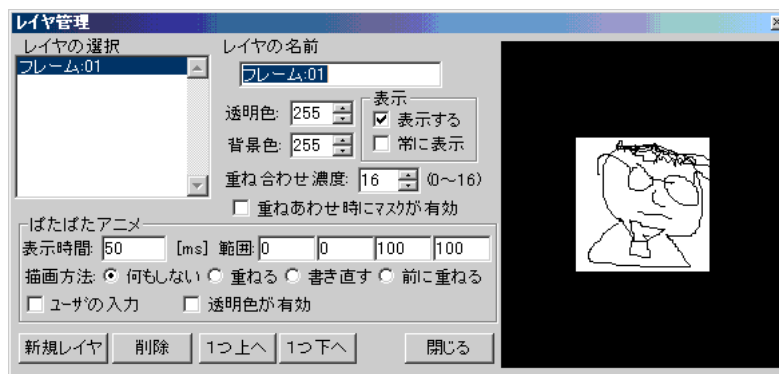 レイヤ管理
レイヤの選択
フレーム:01
レイヤの名前
フレーム:01
透明色: 255
背景色: 255
表示
表示する
常に表示
重ね合わせ濃度: 16 (0～16)
重ねあわせ時にマスクが有効
ぱたぱたアニメ
表示時間: 50 [ms] 範囲: 0 0 100 100
描画方法: 何もしない 重ねる 書き直す 前に重ねる
ユーザの入力 透明色が有効
新規レイヤ 削除 1つ上へ 1つ下へ 閉じる